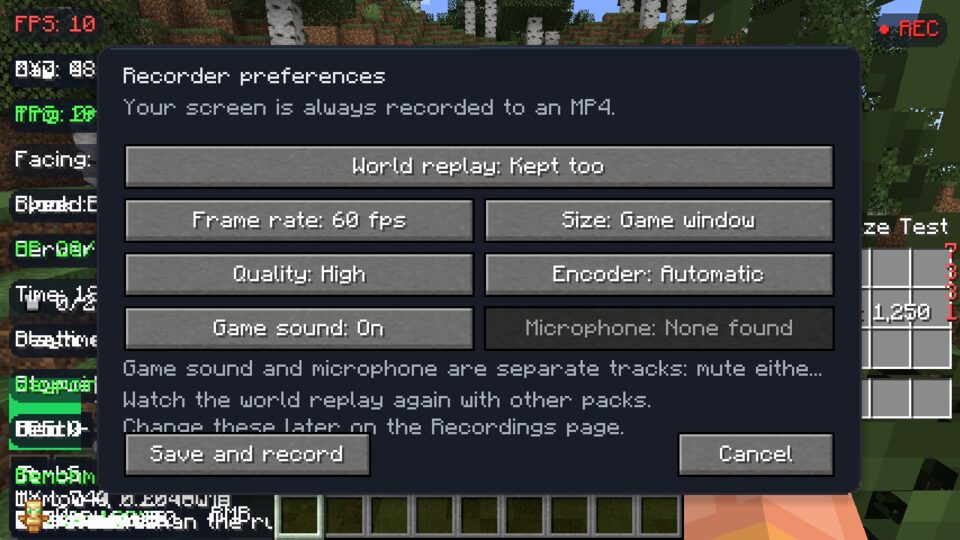 FPS: 10
REC
Recorder preferences
Your screen is always recorded to an MP4.
Facing:
World replay: Kept too
Frame rate: 60 fps
Size: Game window
ze Test
Quality: High
Encoder: Automatic
Time:
1,250
Game sound: On
Microphone: None found
Game sound and microphone are separate tracks: mute eithe...
Watch the world replay again with other packs.
Change these later on the Recordings page.
Save and record
Cancel